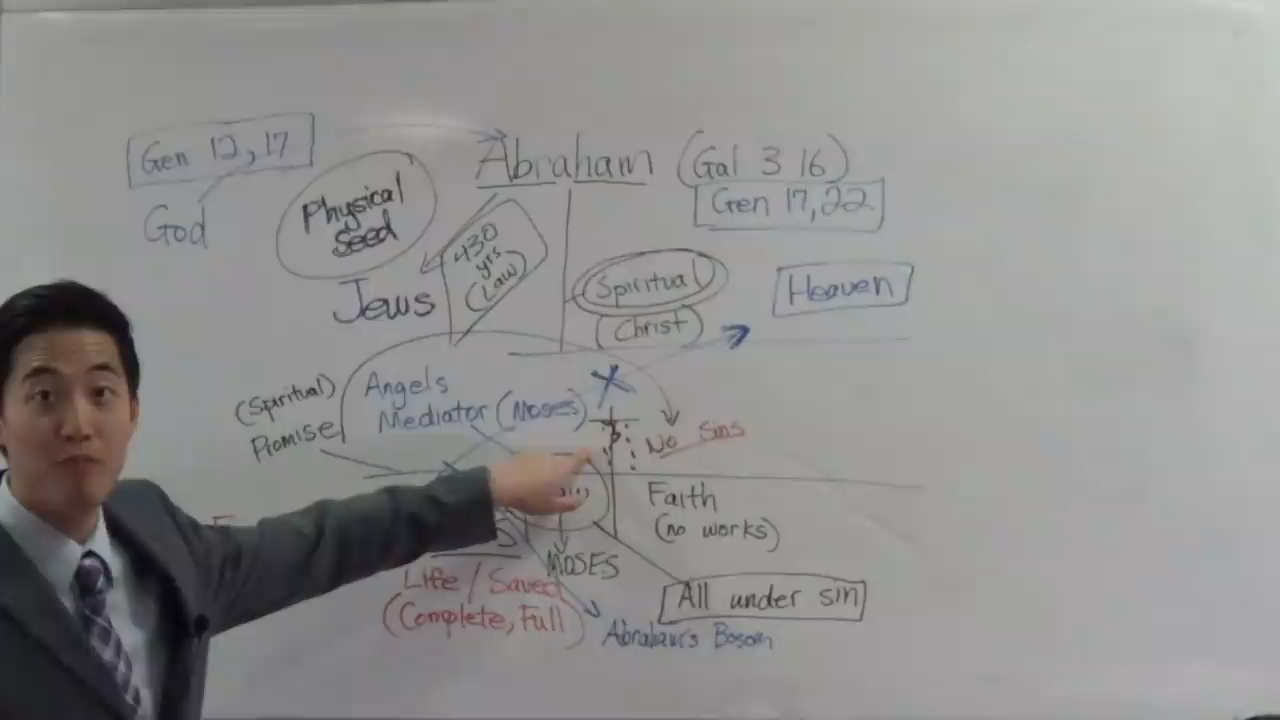 Gen 12,17
God
Abraham (Gal 3 16)
Gen 17,22
Physical
Seed
430
yrs
(Law)
Jews
Spiritual
(Christ)
Heaven
(Spiritual)
Promise
Angels
Mediator (Moses)
No Sins
Faith
(no works)
MOSES
Life / Saved
(Complete, Full)
All under sin
Abraham's Bosom